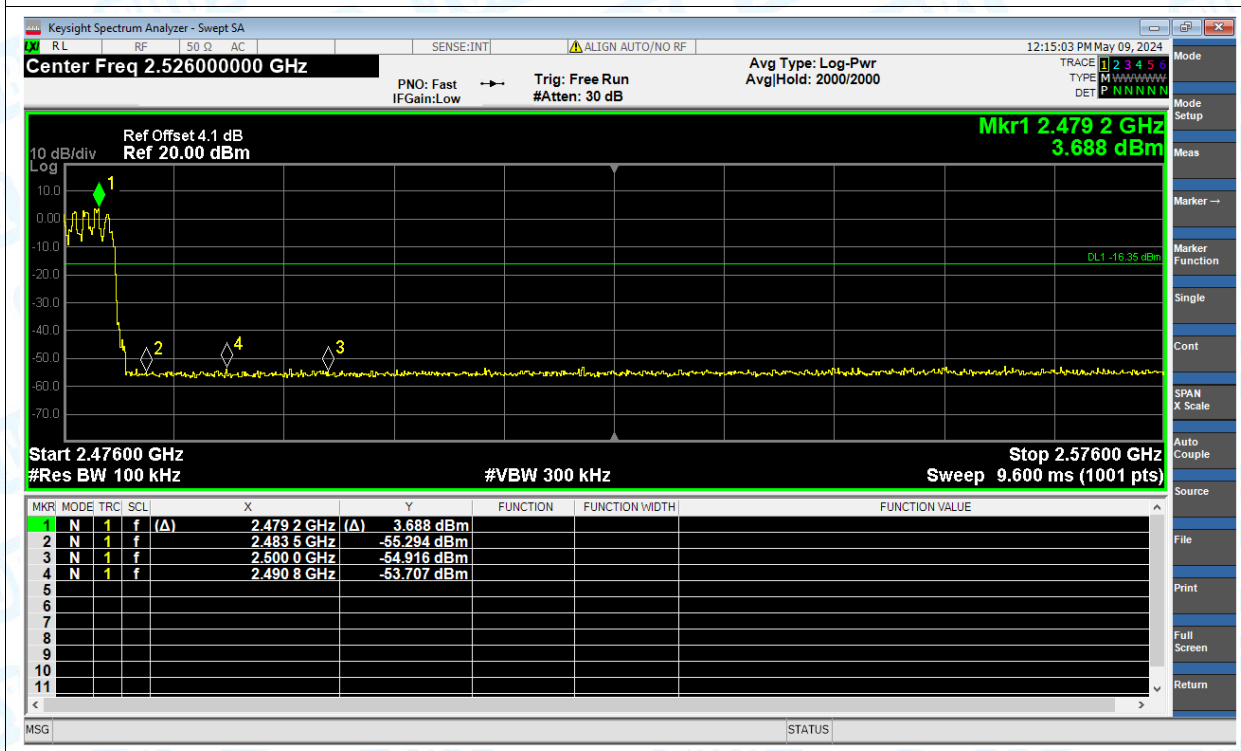 Keysight Spectrum Analyzer - Swept SA
LXI RL RF 50 Ω AC SENSE:INT ALIGN AUTO/NO RF 12:15:03 PM May 09, 2024
Center Freq 2.526000000 GHz
PNO: Fast
IFGain:Low
Trig: Free Run
#Atten: 30 dB
Avg Type: Log-Pwr
Avg|Hold: 2000/2000
TRACE 1 2 3 4 5 6
TYPE M WWWWW
DET P N N N N N
Mkr1 2.479 2 GHz
3.688 dBm
Ref Offset 4.1 dB
10 dB/div Ref 20.00 dBm
Log
10.0
0.00
-10.0
-20.0
-30.0
-40.0
-50.0
-60.0
-70.0
1
2
4
3
DL1 -16.35 dBm
Start 2.47600 GHz Stop 2.57600 GHz
#Res BW 100 kHz #VBW 300 kHz Sweep 9.600 ms (1001 pts)
MKR MODE TRC SCL X Y FUNCTION FUNCTION WIDTH FUNCTION VALUE
1 N 1 f (Δ) 2.479 2 GHz (Δ) 3.688 dBm
2 N 1 f 2.483 5 GHz -55.294 dBm
3 N 1 f 2.500 0 GHz -54.916 dBm
4 N 1 f 2.490 8 GHz -53.707 dBm
5
6
7
8
9
10
11
MSG STATUS
Mode
Mode
Setup
Meas
Marker →
Marker
Function
Single
Cont
SPAN
X Scale
Auto
Couple
Source
File
Print
Full
Screen
Return